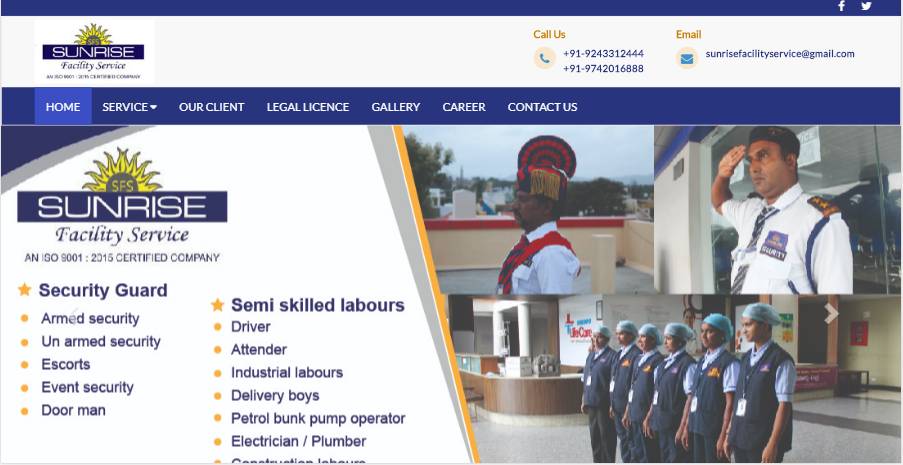 Call Us
Email
SFS
SUNRISE
Facility Service
AN ISO 9001 : 2015 CERTIFIED COMPANY
+91-9243312444
+91-9742016888
sunrisefacilityservice@gmail.com
HOME
SERVICE
OUR CLIENT
LEGAL LICENCE
GALLERY
CAREER
CONTACT US
SFS
SUNRISE
Facility Service
AN ISO 9001 : 2015 CERTIFIED COMPANY
Security Guard
Armed security
Un armed security
Escorts
Event security
Door man
Semi skilled labours
Driver
Attender
Industrial labours
Delivery boys
Petrol bunk pump operator
Electrician / Plumber
Construction labours
SECURITY
LifeCare